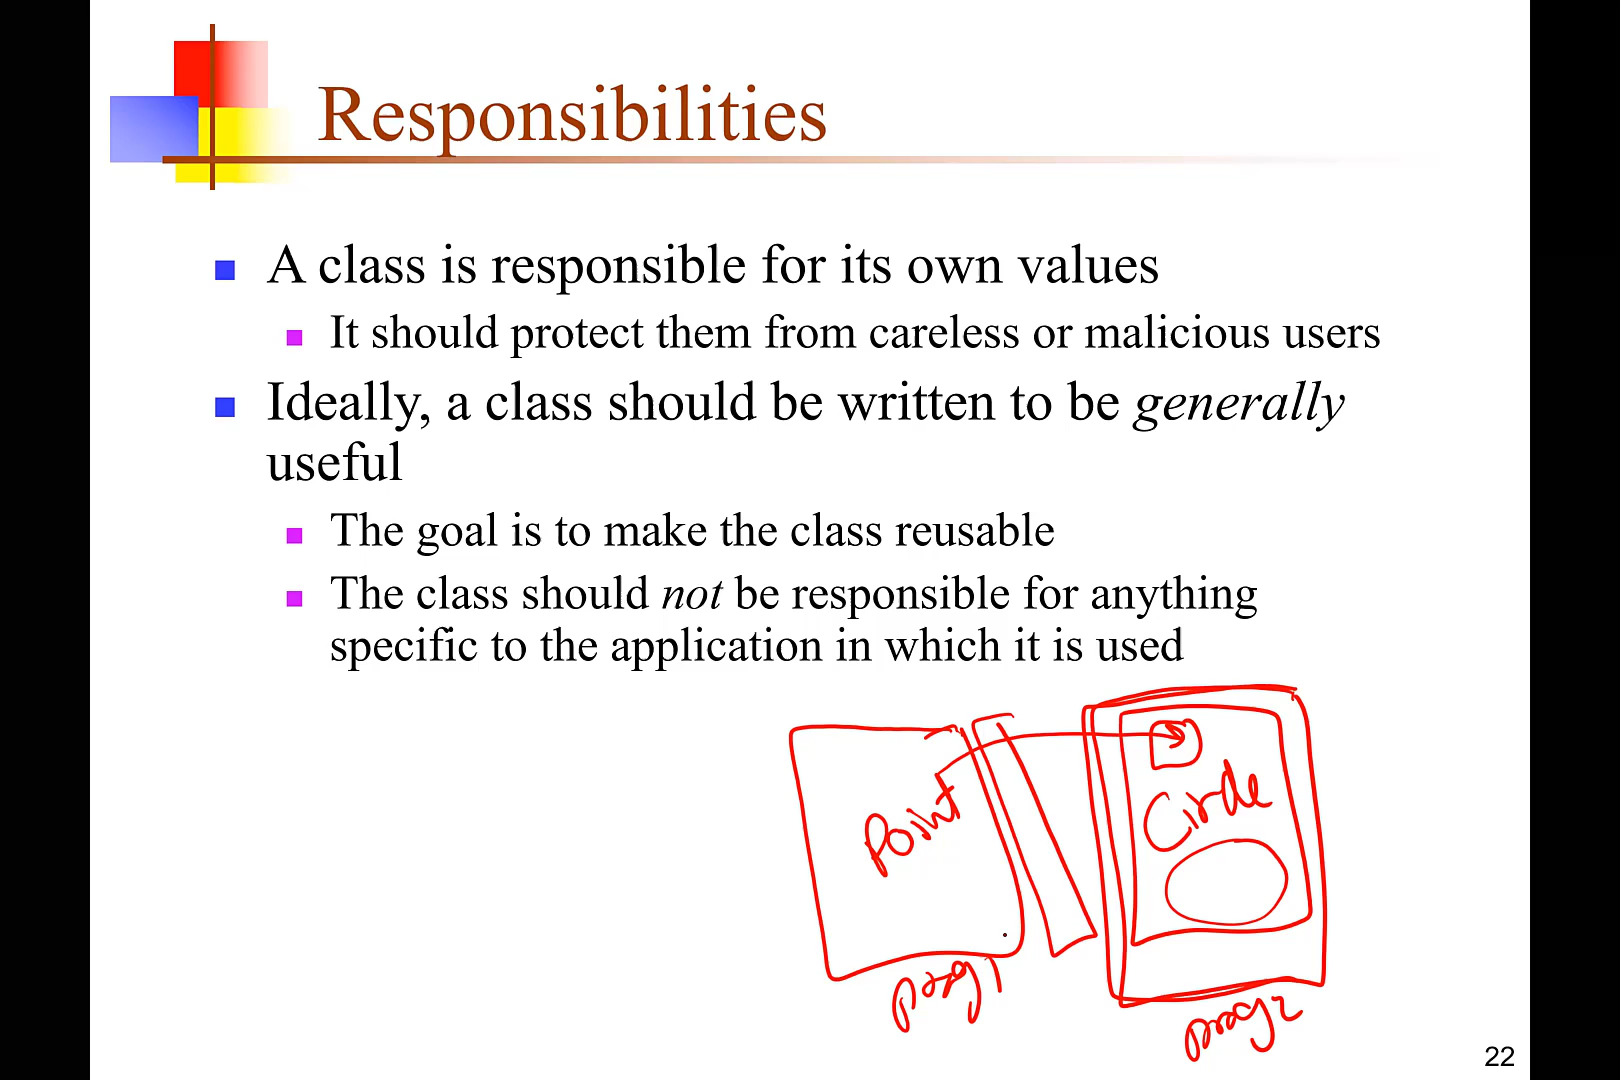 Responsibilities
A class is responsible for its own values
It should protect them from careless or malicious users
Ideally, a class should be written to be generally
useful
The goal is to make the class reusable
The class should not be responsible for anything
specific to the application in which it is used
Point
Circle
prog1
prog2
22